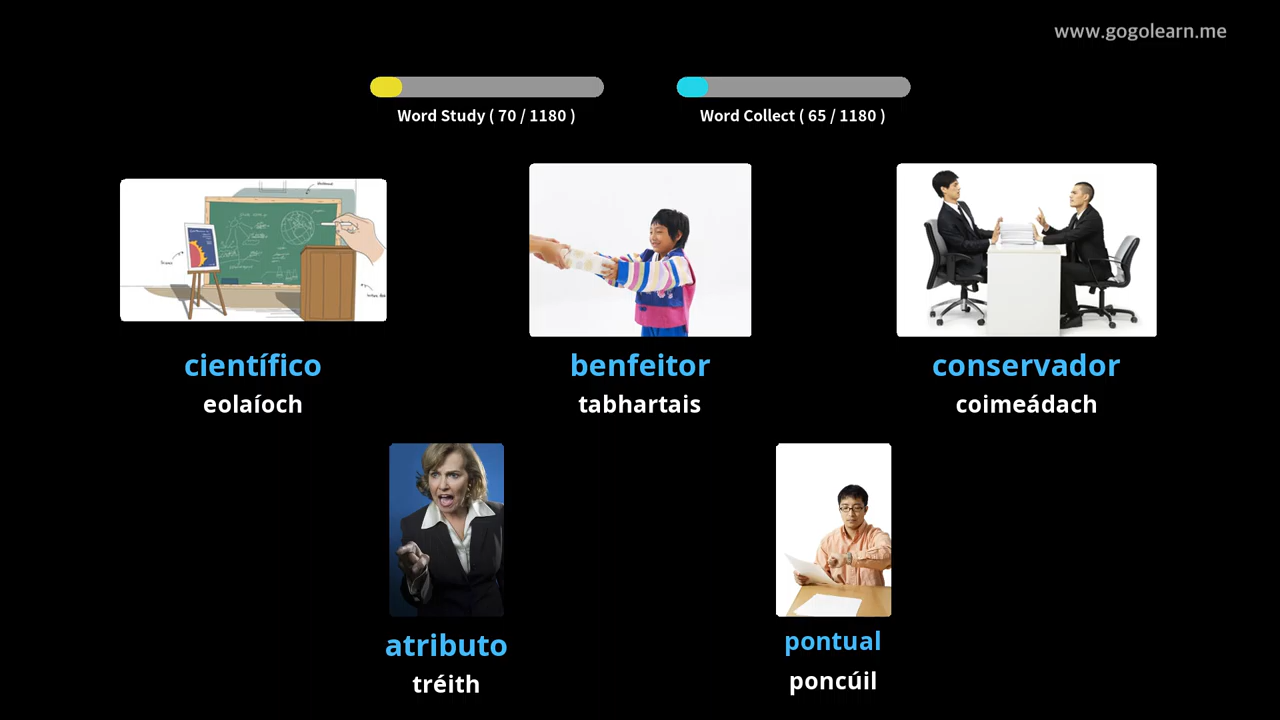 www.gogolearn.me
Word Study ( 70 / 1180 )
Word Collect ( 65 / 1180 )
científico
eolaíoch
benfeitor
tabhartais
conservador
coimeádach
atributo
tréith
pontual
poncúil